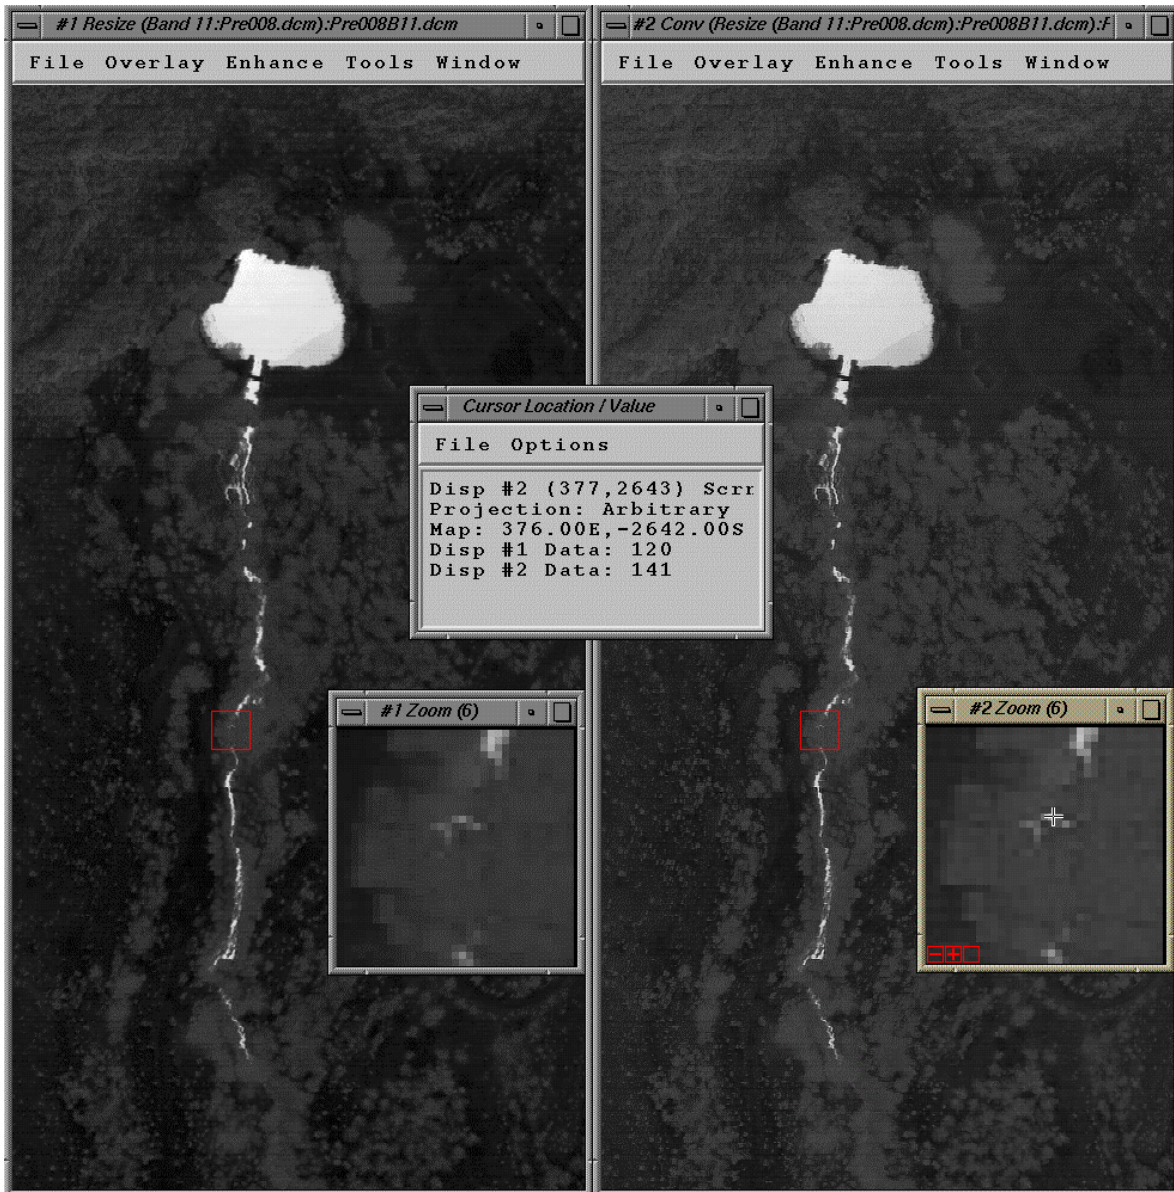 #1 Resize (Band 11:Pre008.dcm):Pre008B11.dcm
File Overlay Enhance Tools Window
#2 Conv (Resize (Band 11:Pre008.dcm):Pre008B11.dcm):F
File Overlay Enhance Tools Window
Cursor Location / Value
File Options
Disp #2 (377,2643) Scrr
Projection: Arbitrary
Map: 376.00E,-2642.00S
Disp #1 Data: 120
Disp #2 Data: 141
#1 Zoom (6)
#2 Zoom (6)